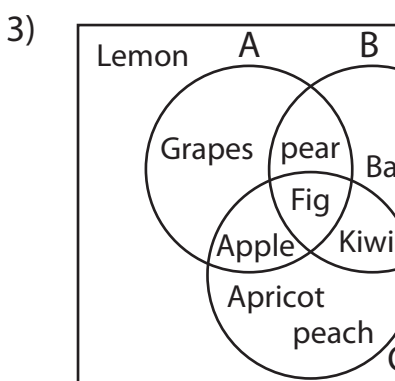 3)
Lemon A B
Grapes pear
Fig
Apple Kiwi
Apricot
peach